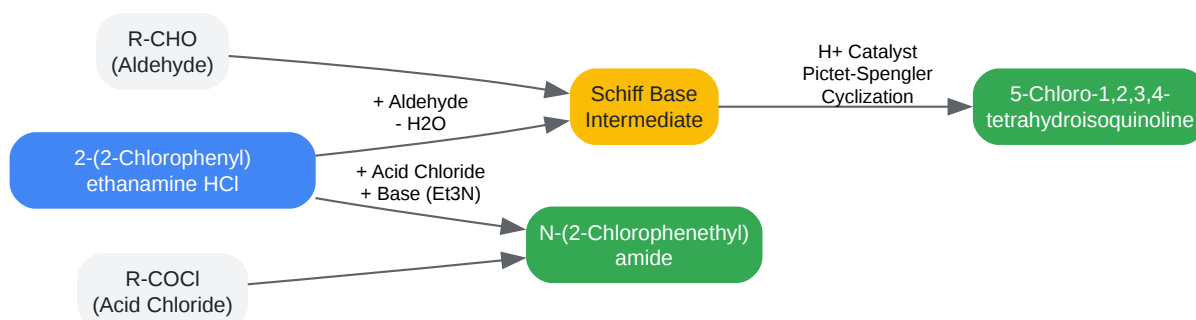 R-CHO
(Aldehyde)
H+ Catalyst
Pictet-Spengler
Cyclization
Schiff Base
Intermediate
5-Chloro-1,2,3,4-
tetrahydroisoquinoline
+ Aldehyde
- H2O
2-(2-Chlorophenyl)
ethanamine HCl
+ Acid Chloride
+ Base (Et3N)
N-(2-Chlorophenethyl)
amide
R-COCl
(Acid Chloride)